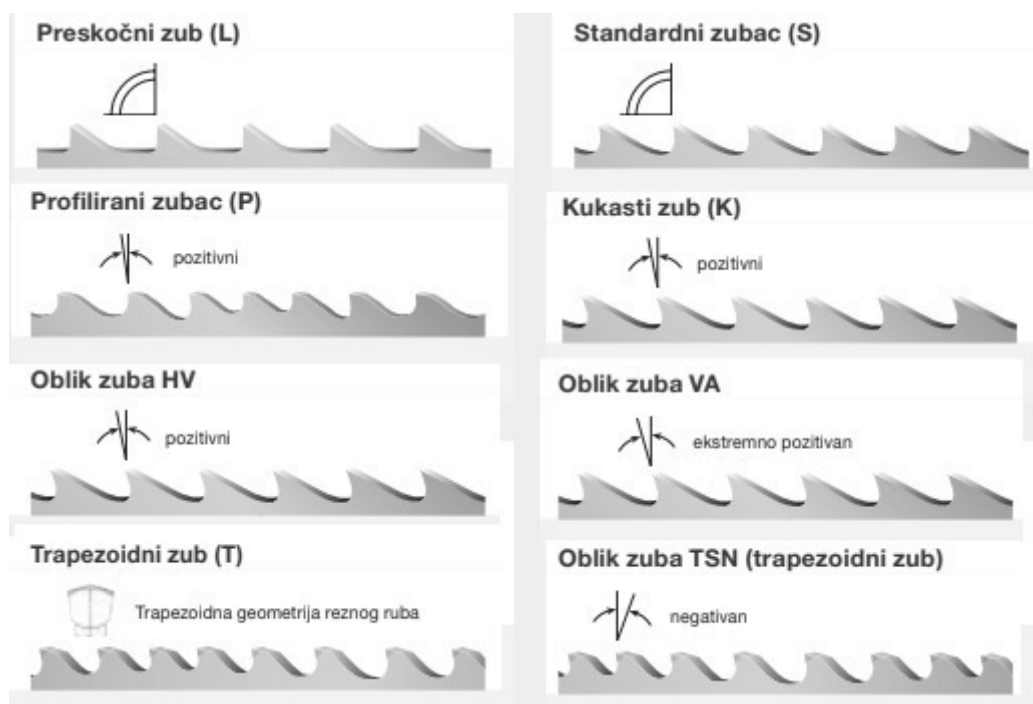 Preskočni zub (L)
Standardni zubac (S)
Profilirani zubac (P)
pozitivni
Kukasti zub (K)
pozitivni
Oblik zuba HV
pozitivni
Oblik zuba VA
ekstremno pozitivan
Trapezoidni zub (T)
Trapezoidna geometrija reznog ruba
Oblik zuba TSN (trapezoidni zub)
negativan